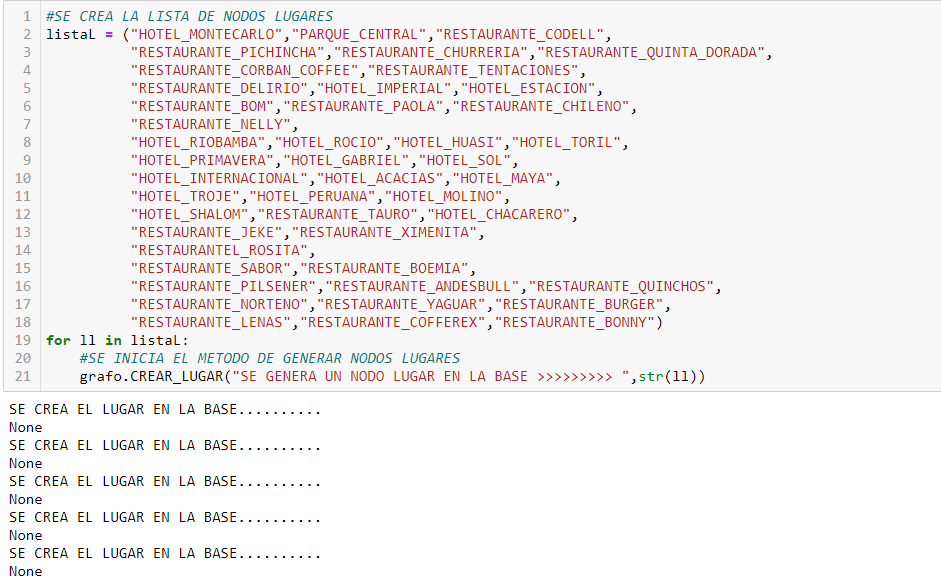 1 #SE CREA LA LISTA DE NODOS LUGARES
2 listaL = ("HOTEL_MONTECARLO","PARQUE_CENTRAL","RESTAURANTE_CODELL",
3 "RESTAURANTE_PICHINCHA","RESTAURANTE_CHURRERIA","RESTAURANTE_QUINTA_DORADA",
4 "RESTAURANTE_CORBAN_COFFEE","RESTAURANTE_TENTACIONES",
5 "RESTAURANTE_DELIRIO","HOTEL_IMPERIAL","HOTEL_ESTACION",
6 "RESTAURANTE_BOM","RESTAURANTE_PAOLA","RESTAURANTE_CHILENO",
7 "RESTAURANTE_NELLY",
8 "HOTEL_RIOBAMBA","HOTEL_ROCIO","HOTEL_HUASI","HOTEL_TORIL",
9 "HOTEL_PRIMAVERA","HOTEL_GABRIEL","HOTEL_SOL",
10 "HOTEL_INTERNACIONAL","HOTEL_ACACIAS","HOTEL_MAYA",
11 "HOTEL_TROJE","HOTEL_PERUANA","HOTEL_MOLINO",
12 "HOTEL_SHALOM","RESTAURANTE_TAURO","HOTEL_CHACARERO",
13 "RESTAURANTE_JEKE","RESTAURANTE_XIMENITA",
14 "RESTAURANTEL_ROSITA",
15 "RESTAURANTE_SABOR","RESTAURANTE_BOEMIA",
16 "RESTAURANTE_PILSENER","RESTAURANTE_ANDESBULL","RESTAURANTE_QUINCHOS",
17 "RESTAURANTE_NORTENO","RESTAURANTE_YAGUAR","RESTAURANTE_BURGER",
18 "RESTAURANTE_LENAS","RESTAURANTE_COFFEREX","RESTAURANTE_BONNY")
19 for ll in listaL:
20 #SE INICIA EL METODO DE GENERAR NODOS LUGARES
21 grafo.CREAR_LUGAR("SE GENERA UN NODO LUGAR EN LA BASE >>>>>>>>> ",str(ll))
SE CREA EL LUGAR EN LA BASE..........
None
SE CREA EL LUGAR EN LA BASE..........
None
SE CREA EL LUGAR EN LA BASE..........
None
SE CREA EL LUGAR EN LA BASE..........
None
SE CREA EL LUGAR EN LA BASE..........
None